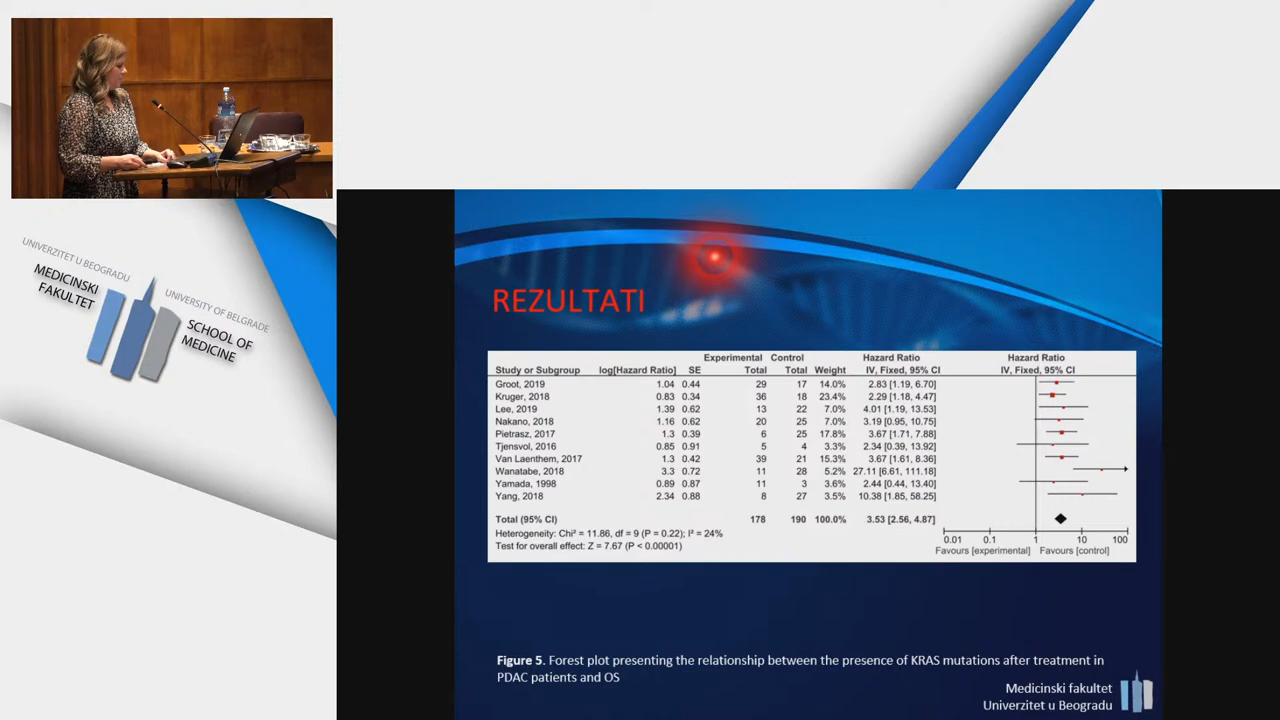 UNIVERZITET U BEOGRADU
MEDICINSKI
FAKULTET
UNIVERSITY OF BELGRADE
SCHOOL OF
MEDICINE
REZULTATI
Experimental Control Hazard Ratio Hazard Ratio
Study or Subgroup log[Hazard Ratio] SE Total Total Weight IV, Fixed, 95% CI IV, Fixed, 95% CI
Groot, 2019 1.04 0.44 29 17 14.0% 2.83 [1.19, 6.70]
Kruger, 2018 0.83 0.34 36 18 23.4% 2.29 [1.18, 4.47]
Lee, 2019 1.39 0.62 13 22 7.0% 4.01 [1.19, 13.53]
Nakano, 2018 1.16 0.62 20 25 7.0% 3.19 [0.95, 10.75]
Pietrasz, 2017 1.3 0.39 6 25 17.8% 3.67 [1.71, 7.88]
Tjensvol, 2016 0.85 0.91 5 4 3.3% 2.34 [0.39, 13.92]
Van Laenthem, 2017 1.3 0.42 39 21 15.3% 3.67 [1.61, 8.36]
Wanatabe, 2018 3.3 0.72 11 28 5.2% 27.11 [6.61, 111.18]
Yamada, 1998 0.89 0.87 11 3 3.6% 2.44 [0.44, 13.40]
Yang, 2018 2.34 0.88 8 27 3.5% 10.38 [1.85, 58.25]
Total (95% CI) 178 190 100.0% 3.53 [2.56, 4.87]
Heterogeneity: Chi² = 11.86, df = 9 (P = 0.22); I² = 24%
Test for overall effect: Z = 7.67 (P < 0.00001)
0.01 0.1 1 10 100
Favours [experimental] Favours [control]
Figure 5. Forest plot presenting the relationship between the presence of KRAS mutations after treatment in
PDAC patients and OS
Medicinski fakultet
Univerzitet u Beogradu